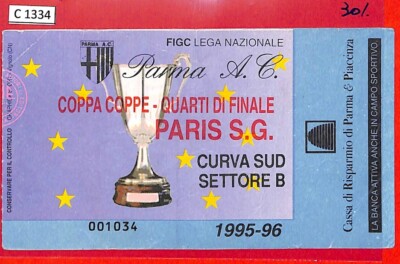 C 1334
30/.
PARMA A.C.
FIGC LEGA NAZIONALE
Parma A.C.
COPPA COPPE - QUARTI DI FINALE
PARIS S.G.
CURVA SUD
SETTORE B
001034
1995-96
CONSERVARE PER IL CONTROLLO
Cassa di Risparmio di Parma & Piacenza
LA BANCA ATTIVA ANCHE IN CAMPO SPORTIVO.